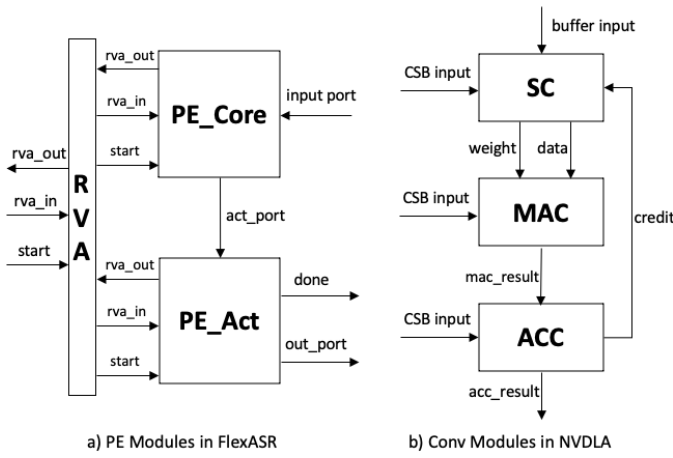 rva_out
rva_in
start
PE_Core
input port
rva_out
rva_in
start
R
V
A
act_port
rva_out
rva_in
start
PE_Act
done
out_port
a) PE Modules in FlexASR
buffer input
CSB input
SC
weight
data
CSB input
MAC
credit
mac_result
CSB input
ACC
acc_result
b) Conv Modules in NVDLA